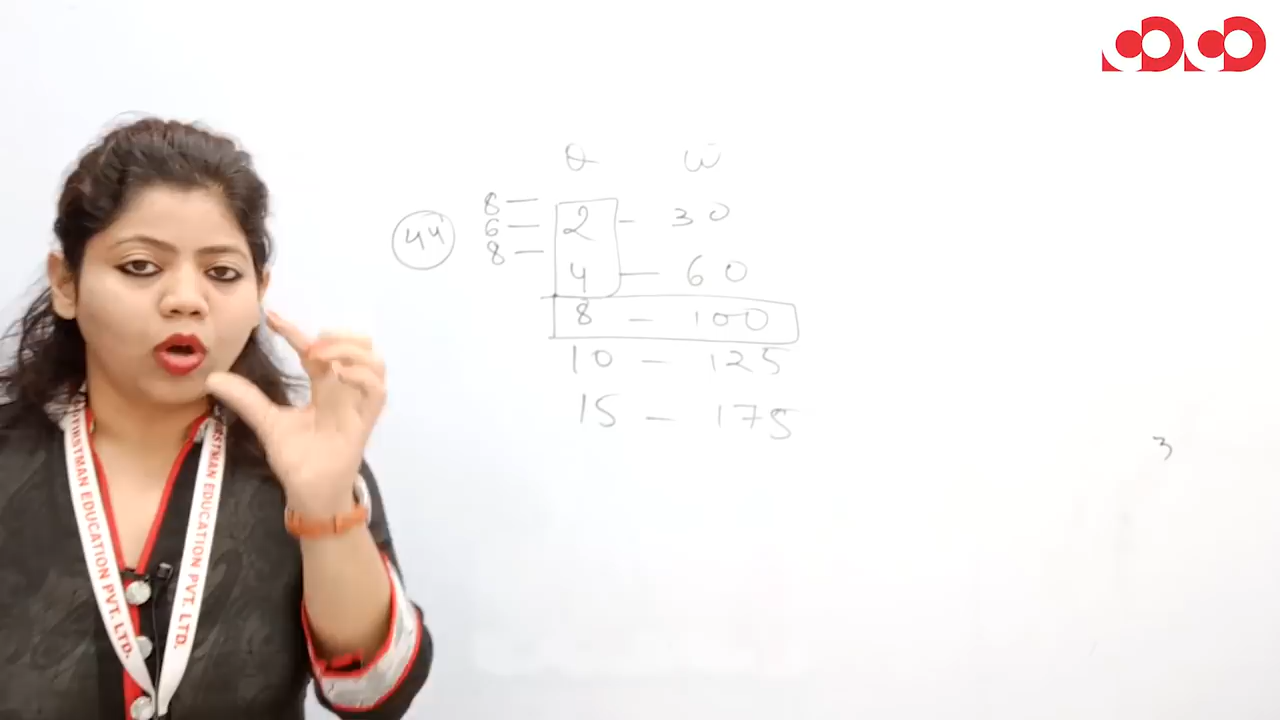 Q W
8 —
6 —
8 —
44
2 — 30
4 — 60
8 — 100
10 — 125
15 — 175
3
FIRSTMAN EDUCATION PVT. LTD.
RSTMAN EDUCATION PVT. LTD.